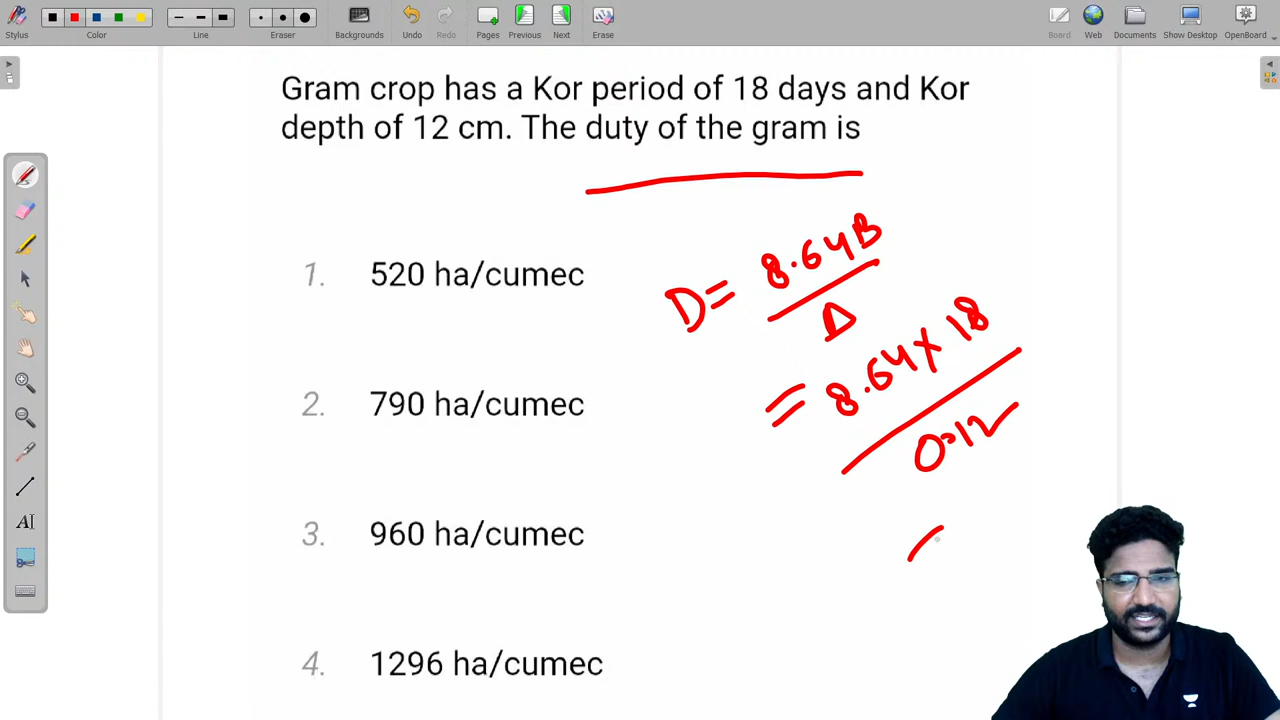 Stylus
Color
Line
Eraser
Backgrounds
Undo
Redo
Pages
Previous
Next
Erase
Board
Web
Documents
Show Desktop
OpenBoard
Gram crop has a Kor period of 18 days and Kor
depth of 12 cm. The duty of the gram is
1. 520 ha/cumec
2. 790 ha/cumec
3. 960 ha/cumec
4. 1296 ha/cumec
D = 8.64B
Δ
= 8.64 × 18
0.12
AI